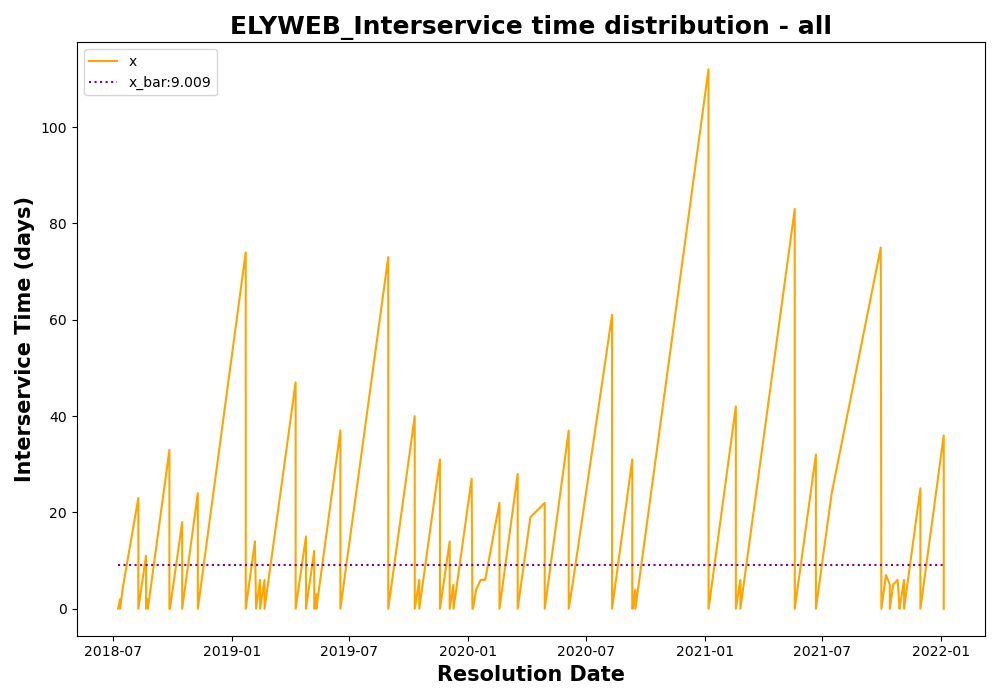 ELYWEB_Interservice time distribution - all
x
x_bar:9.009
Interservice Time (days)
100
80
60
40
20
0
2018-07 2019-01 2019-07 2020-01 2020-07 2021-01 2021-07 2022-01
Resolution Date